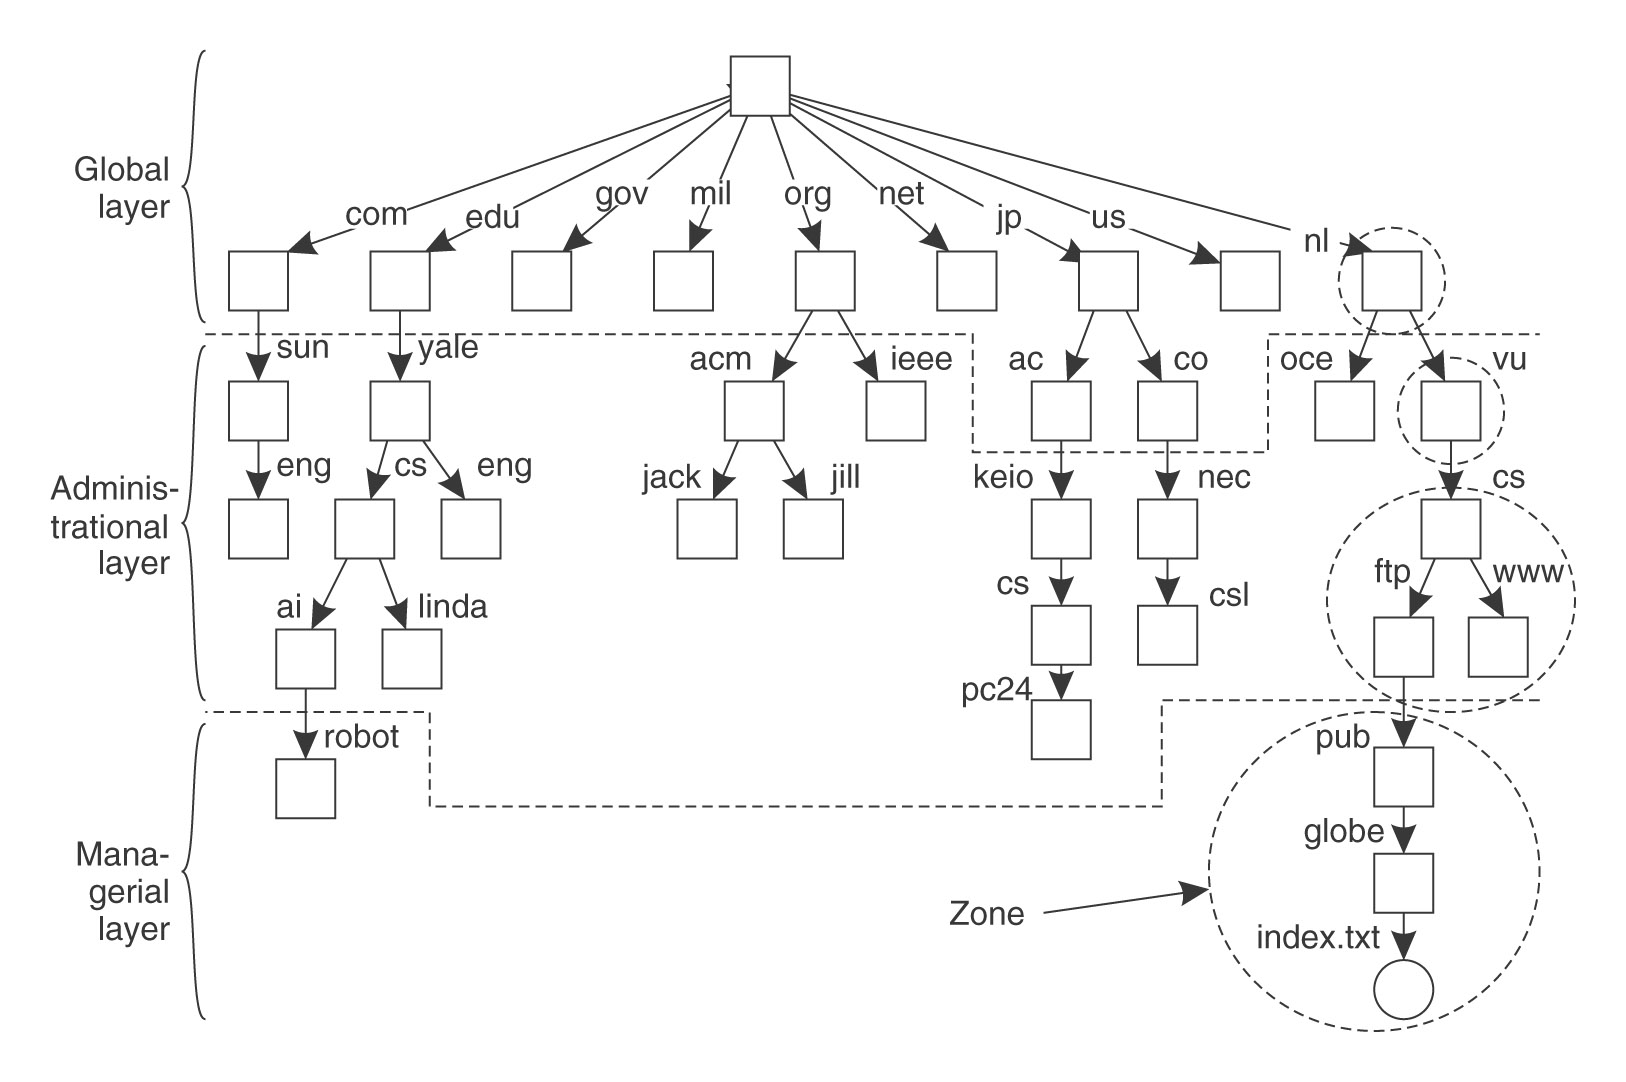 Global
layer
com
edu
gov
mil
org
net
jp
us
nl
sun
yale
acm
ieee
ac
co
oce
vu
Adminis-
trational
layer
eng
cs
eng
jack
jill
keio
nec
cs
ai
linda
cs
csl
ftp
www
pc24
robot
pub
Mana-
gerial
layer
globe
Zone
index.txt